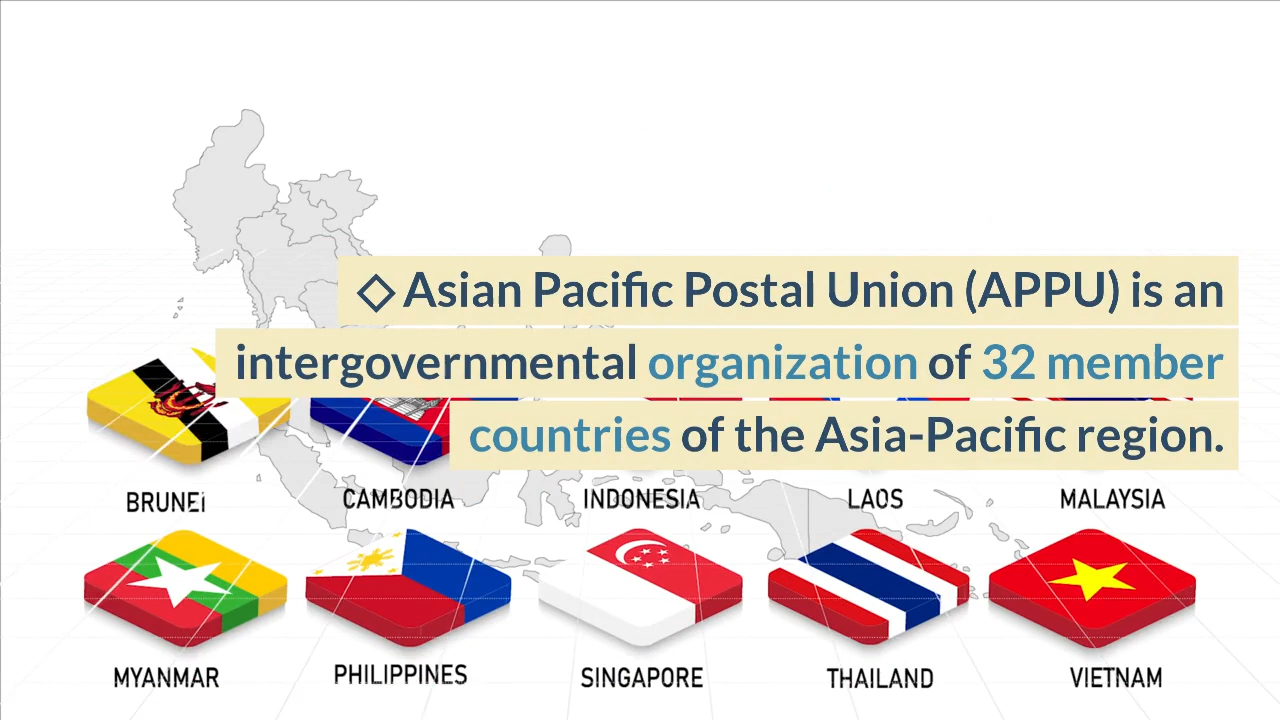 ◇ Asian Pacific Postal Union (APPU) is an
intergovernmental organization of 32 member
countries of the Asia-Pacific region.
BRUNEI
CAMBODIA
INDONESIA
LAOS
MALAYSIA
MYANMAR
PHILIPPINES
SINGAPORE
THAILAND
VIETNAM